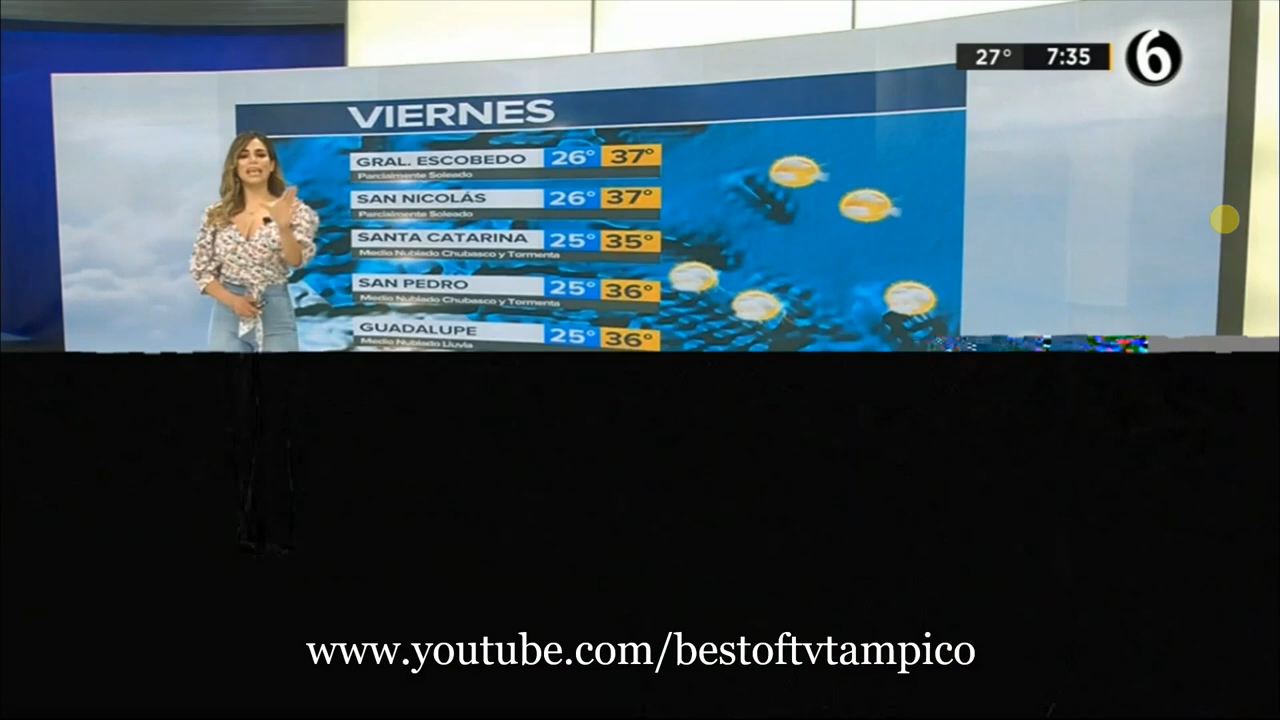 27° 7:35 6
VIERNES
GRAL. ESCOBEDO 26° 37°
Parcialmente Soleado
SAN NICOLÁS 26° 37°
Parcialmente Soleado
SANTA CATARINA 25° 35°
Medio Nublado Chubasco y Tormenta
SAN PEDRO 25° 36°
Medio Nublado Chubasco y Tormenta
GUADALUPE 25° 36°
Medio Nublado Lluvia
www.youtube.com/bestoftvtampico